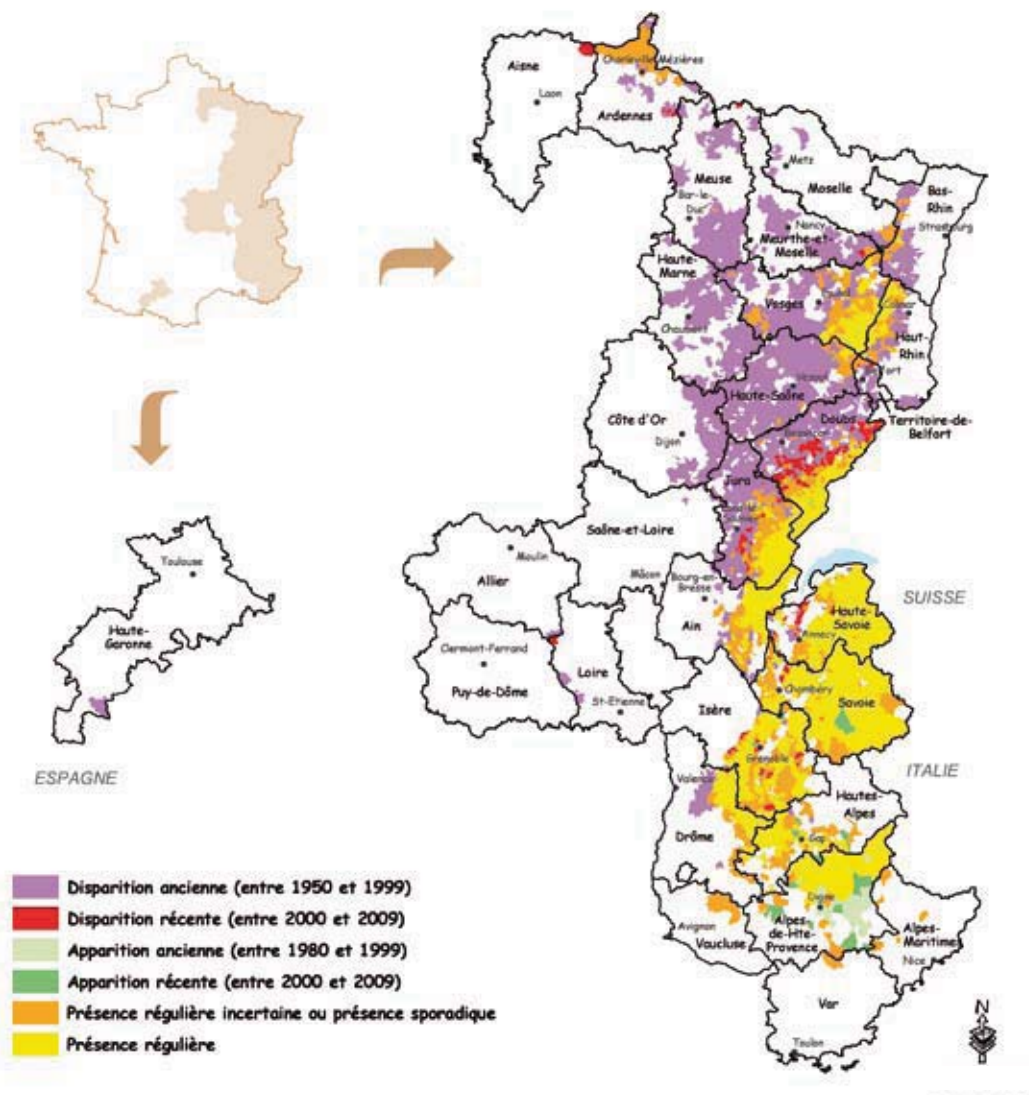 Aisne
Laon
Charleville Mézières
Ardennes
Meuse
Bar-le-
Duc
Metz
Moselle
Bas-
Rhin
Strasbourg
Nancy
Meurthe-et-
Moselle
Haute-
Marne
Chaumont
Vosges
Colmar
Haut-
Rhin
Haute-Saône
Côte d'Or
Dijon
Doubs
Territoire-de-
Belfort
Jura
Saône-et-Loire
Moulin
Allier
Mâcon
Bourg-en-
Bresse
Ain
Clermont-Ferrand
Puy-de-Dôme
Loire
St-Etienne
SUISSE
Haute-
Savoie
Annecy
Chambéry
Savoie
Isère
Grenoble
ITALIE
Valence
Drôme
Hautes-
Alpes
Gap
Digne
Avignon
Vaucluse
Alpes
de-Hte-
Provence
Alpes-
Maritimes
Nice
Var
Toulon
Toulouse
Haute-
Garonne
ESPAGNE
Disparition ancienne (entre 1950 et 1999)
Disparition récente (entre 2000 et 2009)
Apparition ancienne (entre 1980 et 1999)
Apparition récente (entre 2000 et 2009)
Présence régulière incertaine ou présence sporadique
Présence régulière
N